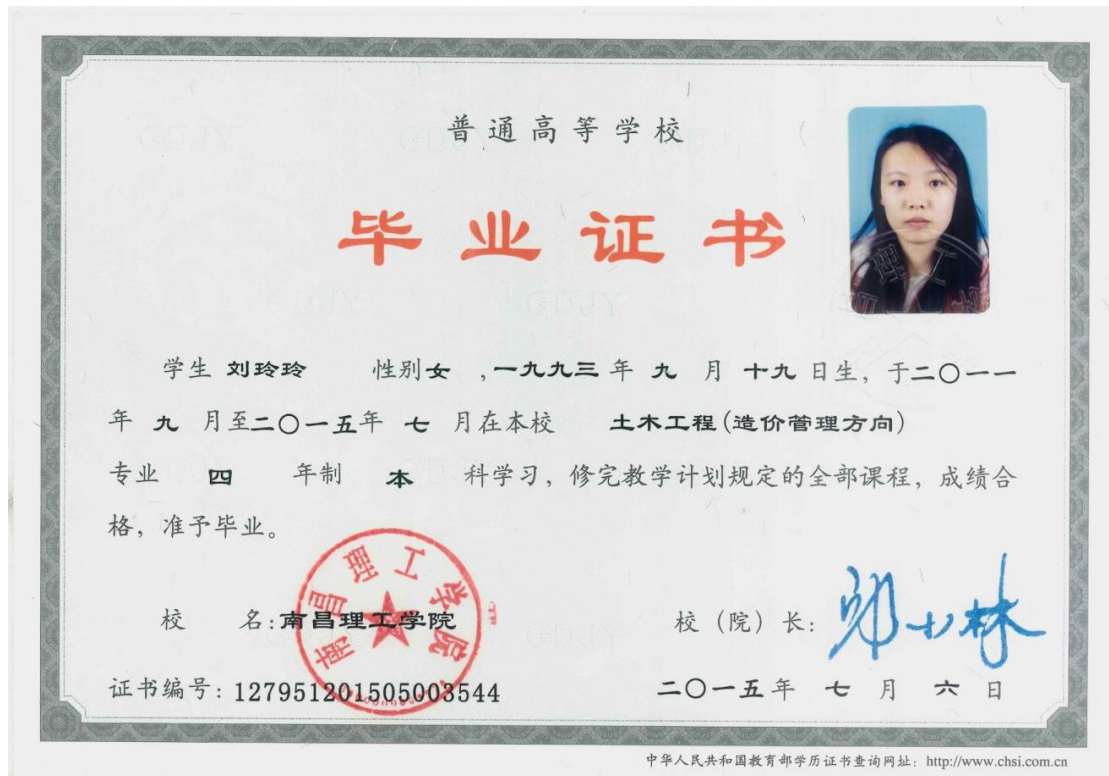 普通高等学校
毕业证书
学生 刘玲玲 性别女 ,一九九三 年 九 月 十九 日生，于二〇一一
年 九 月至二〇一五年 七 月在本校 土木工程(造价管理方向)
专业 四 年制 本 科学习，修完教学计划规定的全部课程，成绩合
格，准予毕业。
南昌理工学院
校 名:南昌理工学院 校（院）长:
证书编号: 127951201505003544 二〇一五年 七 月 六 日
中华人民共和国教育部学历证书查询网址: http://www.chsi.com.cn